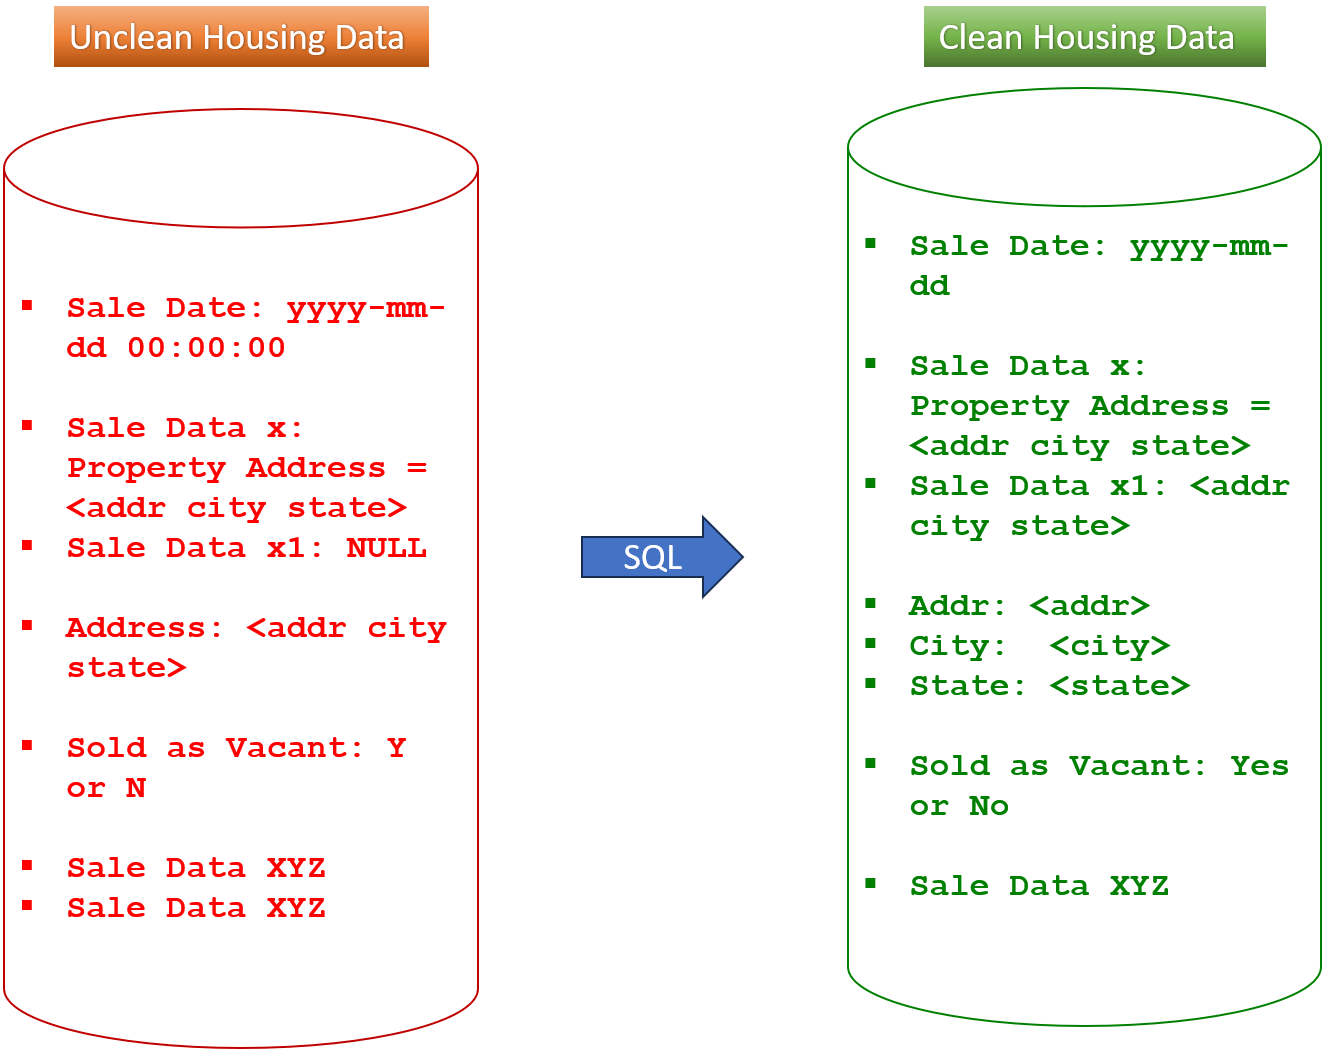 Unclean Housing Data
▪ Sale Date: yyyy-mm-
dd 00:00:00
▪ Sale Data x:
Property Address =
<addr city state>
▪ Sale Data x1: NULL
▪ Address: <addr city
state>
▪ Sold as Vacant: Y
or N
▪ Sale Data XYZ
▪ Sale Data XYZ
SQL
Clean Housing Data
▪ Sale Date: yyyy-mm-
dd
▪ Sale Data x:
Property Address =
<addr city state>
▪ Sale Data x1: <addr
city state>
▪ Addr: <addr>
▪ City:  <city>
▪ State: <state>
▪ Sold as Vacant: Yes
or No
▪ Sale Data XYZ